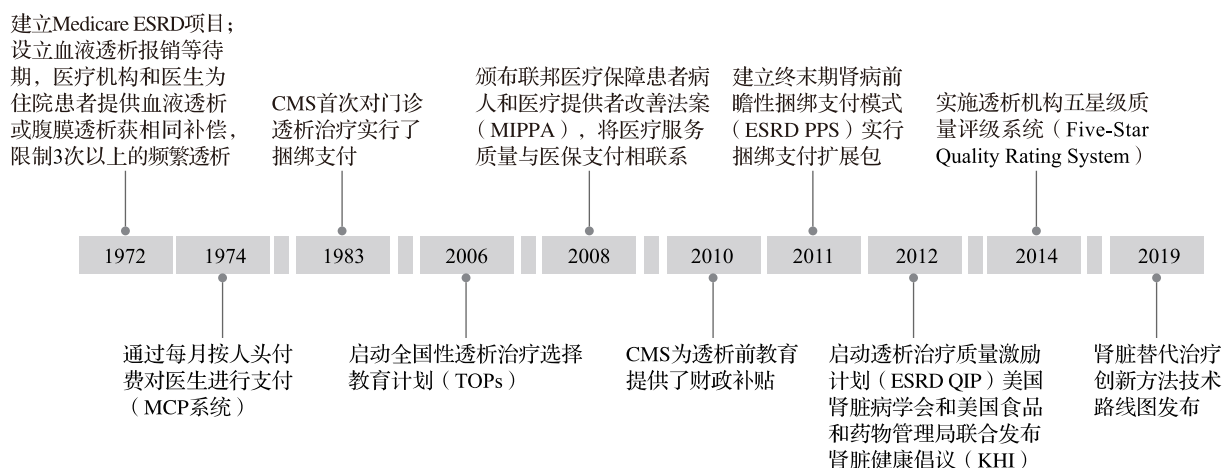 建立Medicare ESRD项目；
设立血液透析报销等待
期，医疗机构和医生为
住院患者提供血液透析
或腹膜透析获相同补偿，
限制3次以上的频繁透析
CMS首次对门诊
透析治疗实行了
捆绑支付
颁布联邦医疗保障患者病
人和医疗提供者改善法案
（MIPPA），将医疗服务
质量与医保支付相联系
建立终末期肾病前
瞻性捆绑支付模式
（ESRD PPS）实行
捆绑支付扩展包
实施透析机构五星级质
量评级系统（Five-Star
Quality Rating System）
1972 1974 1983 2006 2008 2010 2011 2012 2014 2019
通过每月按人头付
费对医生进行支付
（MCP系统）
启动全国性透析治疗选择
教育计划（TOPs）
CMS为透析前教育
提供了财政补贴
启动透析治疗质量激励
计划（ESRD QIP）美国
肾脏病学会和美国食品
和药物管理局联合发布
肾脏健康倡议（KHI）
肾脏替代治疗
创新方法技术
路线图发布